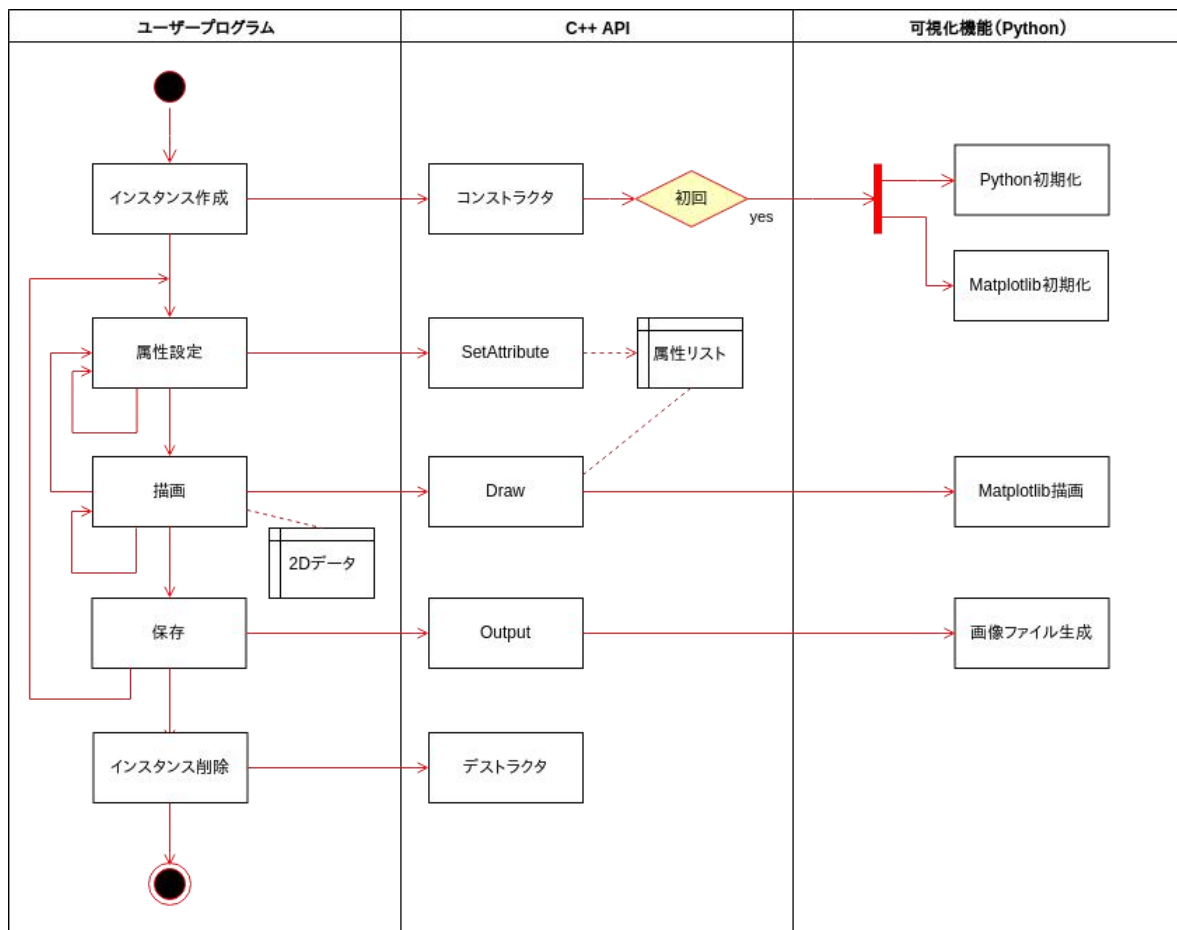 ユーザープログラム
C++ API
可視化機能（Python）
インスタンス作成
コンストラクタ
初回
yes
Python初期化
Matplotlib初期化
属性設定
SetAttribute
属性リスト
描画
Draw
Matplotlib描画
2Dデータ
保存
Output
画像ファイル生成
インスタンス削除
デストラクタ